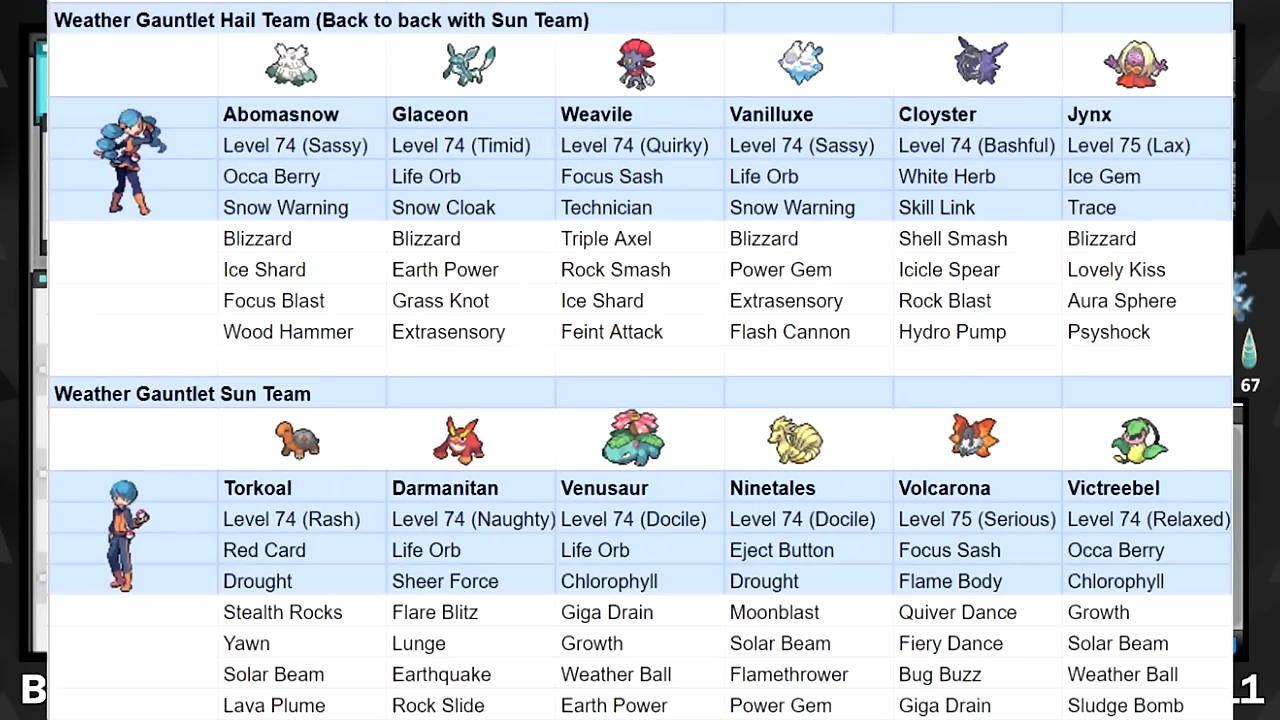 Weather Gauntlet Hail Team (Back to back with Sun Team)
Abomasnow Glaceon Weavile Vanilluxe Cloyster Jynx
Level 74 (Sassy) Level 74 (Timid) Level 74 (Quirky) Level 74 (Sassy) Level 74 (Bashful) Level 75 (Lax)
Occa Berry Life Orb Focus Sash Life Orb White Herb Ice Gem
Snow Warning Snow Cloak Technician Snow Warning Skill Link Trace
Blizzard Blizzard Triple Axel Blizzard Shell Smash Blizzard
Ice Shard Earth Power Rock Smash Power Gem Icicle Spear Lovely Kiss
Focus Blast Grass Knot Ice Shard Extrasensory Rock Blast Aura Sphere
Wood Hammer Extrasensory Feint Attack Flash Cannon Hydro Pump Psyshock
67
Weather Gauntlet Sun Team
Torkoal Darmanitan Venusaur Ninetales Volcarona Victreebel
Level 74 (Rash) Level 74 (Naughty) Level 74 (Docile) Level 74 (Docile) Level 75 (Serious) Level 74 (Relaxed)
Red Card Life Orb Life Orb Eject Button Focus Sash Occa Berry
Drought Sheer Force Chlorophyll Drought Flame Body Chlorophyll
Stealth Rocks Flare Blitz Giga Drain Moonblast Quiver Dance Growth
Yawn Lunge Growth Solar Beam Fiery Dance Solar Beam
Solar Beam Earthquake Weather Ball Flamethrower Bug Buzz Weather Ball
B 1
Lava Plume Rock Slide Earth Power Power Gem Giga Drain Sludge Bomb